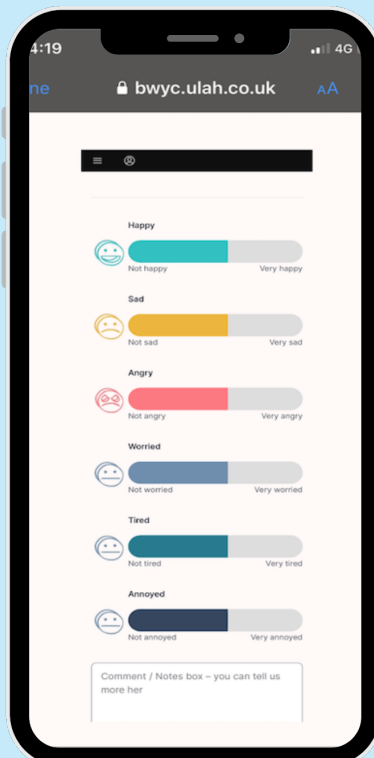 4:19
4G
ne
bwyc.ulah.co.uk
AA
Happy
Not happy
Very happy
Sad
Not sad
Very sad
Angry
Not angry
Very angry
Worried
Not worried
Very worried
Tired
Not tired
Very tired
Annoyed
Not annoyed
Very annoyed
Comment / Notes box – you can tell us
more her